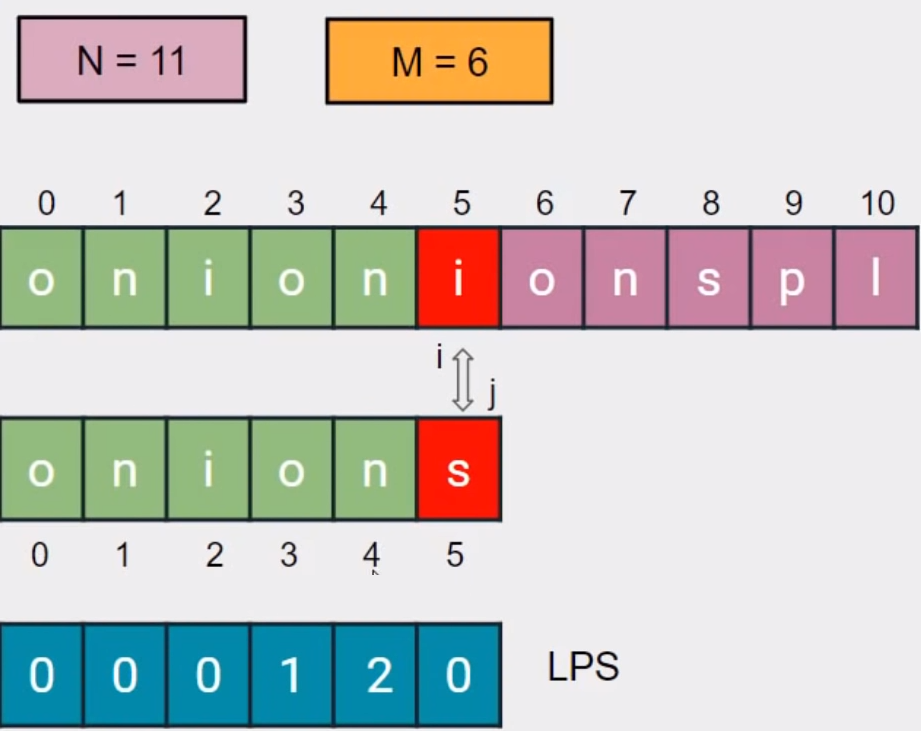 N = 11 M = 6
0 1 2 3 4 5 6 7 8 9 10
o n i o n i o n s p l
i j
o n i o n s
0 1 2 3 4 5
0 0 0 1 2 0 LPS